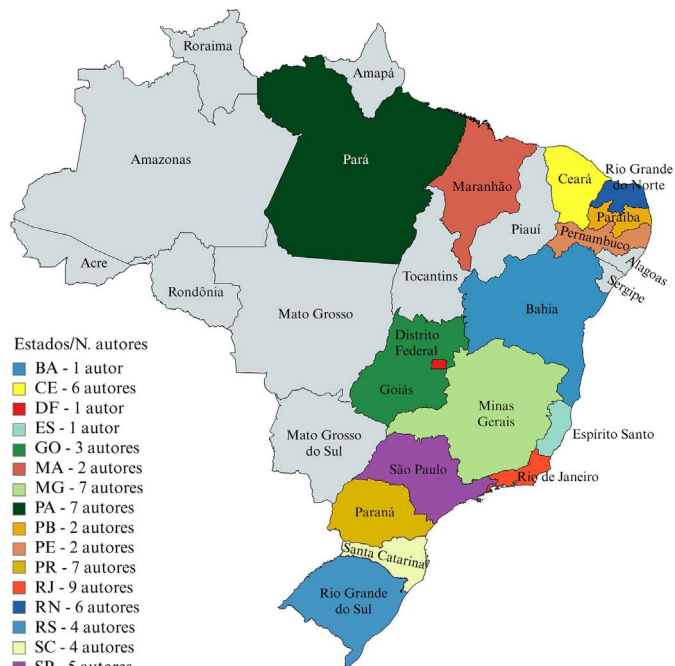 Roraima
Amapá
Amazonas
Pará
Maranhão
Ceará
Rio Grande
do Norte
Paraíba
Pernambuco
Piauí
Alagoas
Sergipe
Acre
Rondônia
Tocantins
Mato Grosso
Bahia
Distrito
Federal
Goiás
Minas
Gerais
Espírito Santo
Mato Grosso
do Sul
São Paulo
Rio de Janeiro
Paraná
Santa Catarina
Rio Grande
do Sul
Estados/N. autores
BA - 1 autor
CE - 6 autores
DF - 1 autor
ES - 1 autor
GO - 3 autores
MA - 2 autores
MG - 7 autores
PA - 7 autores
PB - 2 autores
PE - 2 autores
PR - 7 autores
RJ - 9 autores
RN - 6 autores
RS - 4 autores
SC - 4 autores
SP - 5 autores